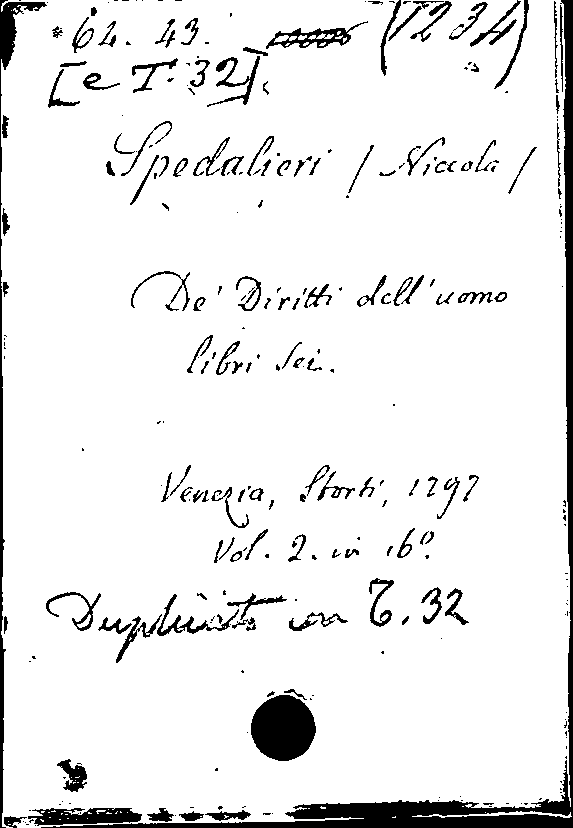 64. 43. (1234)
[e T. 32]
Spedalieri / Niccola /
De' Diritti dell'uomo
libri sei.
Venezia, Storti, 1797
Vol. 2. in 16º.
Duplicato con T. 32